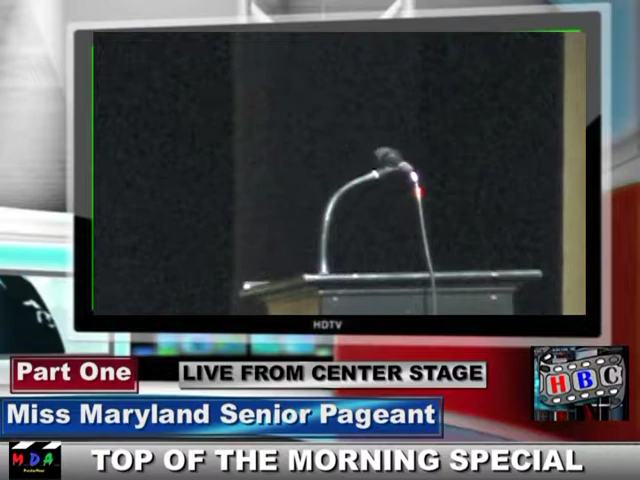 HDTV
Part One
LIVE FROM CENTER STAGE
HBC
Miss Maryland Senior Pageant
TOP OF THE MORNING SPECIAL